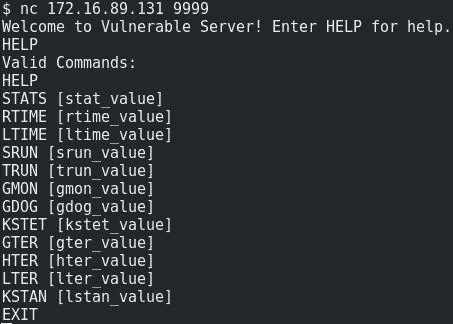 $ nc 172.16.89.131 9999
Welcome to Vulnerable Server! Enter HELP for help.
HELP
Valid Commands:
HELP
STATS [stat_value]
RTIME [rtime_value]
LTIME [ltime_value]
SRUN [srun_value]
TRUN [trun_value]
GMON [gmon_value]
GDOG [gdog_value]
KSTET [kstet_value]
GTER [gter_value]
HTER [hter_value]
LTER [lter_value]
KSTAN [lstan_value]
EXIT